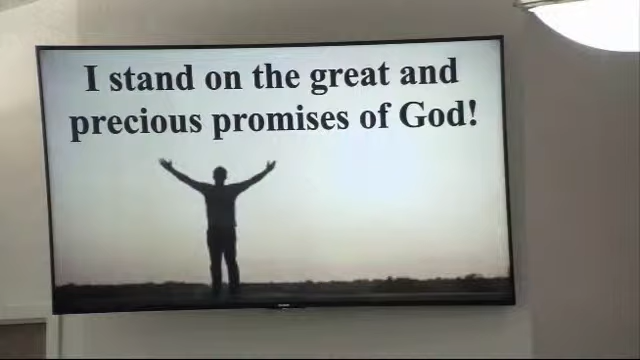 I stand on the great and
precious promises of God!